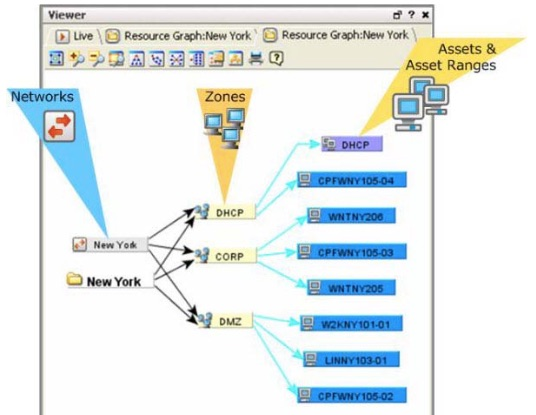 Viewer
Live
Resource Graph:New York
Resource Graph:New York
Assets &
Asset Ranges
Networks
Zones
DHCP
CPFWNY105-04
DHCP
WNTNY206
New York
CORP
CPFWNY105-03
New York
WNTNY205
DMZ
W2KNY101-01
LINNY103-01
CPFWNY105-02